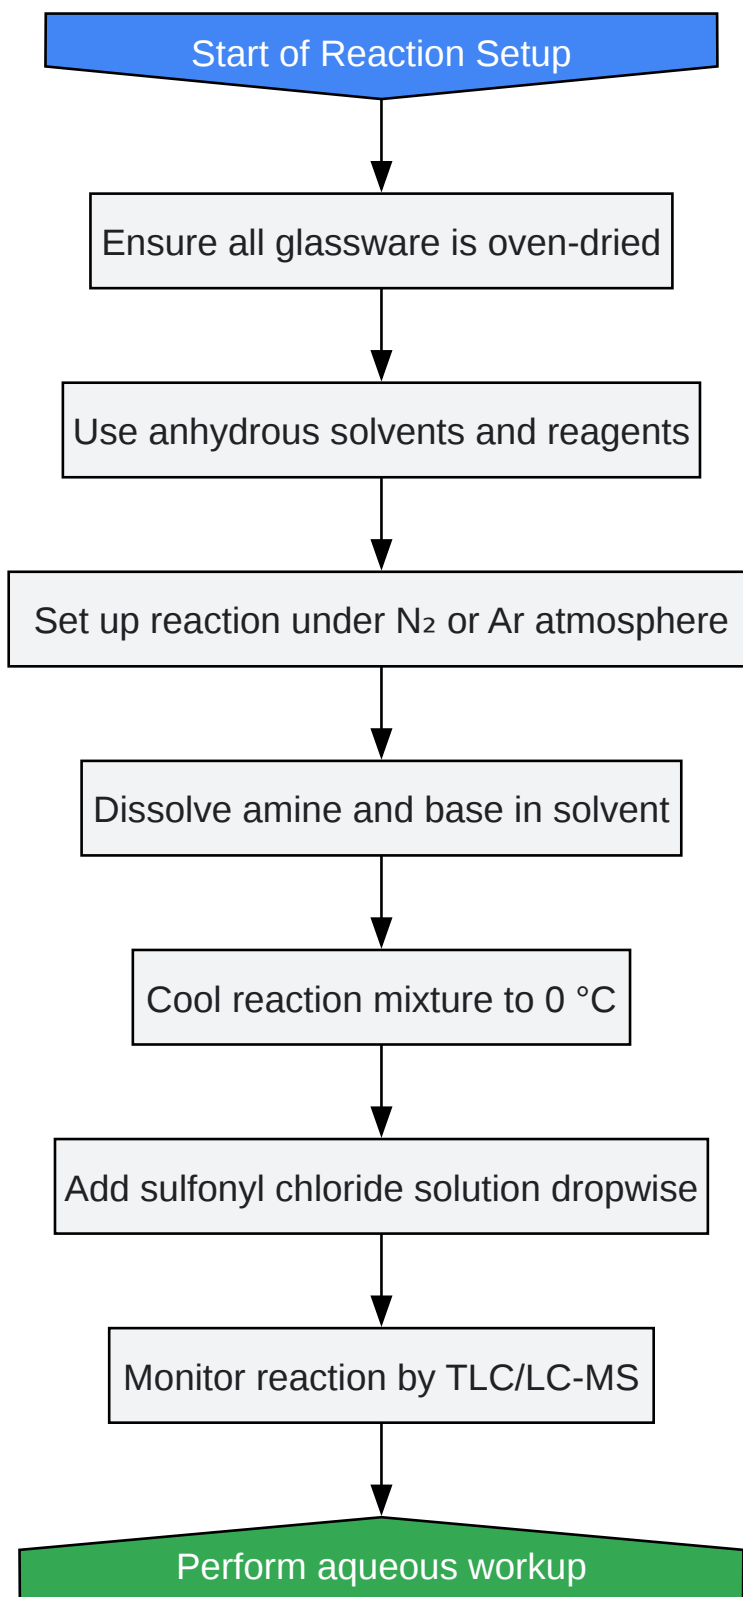 Start of Reaction Setup
Ensure all glassware is oven-dried
Use anhydrous solvents and reagents
Set up reaction under N₂ or Ar atmosphere
Dissolve amine and base in solvent
Cool reaction mixture to 0 °C
Add sulfonyl chloride solution dropwise
Monitor reaction by TLC/LC-MS
Perform aqueous workup